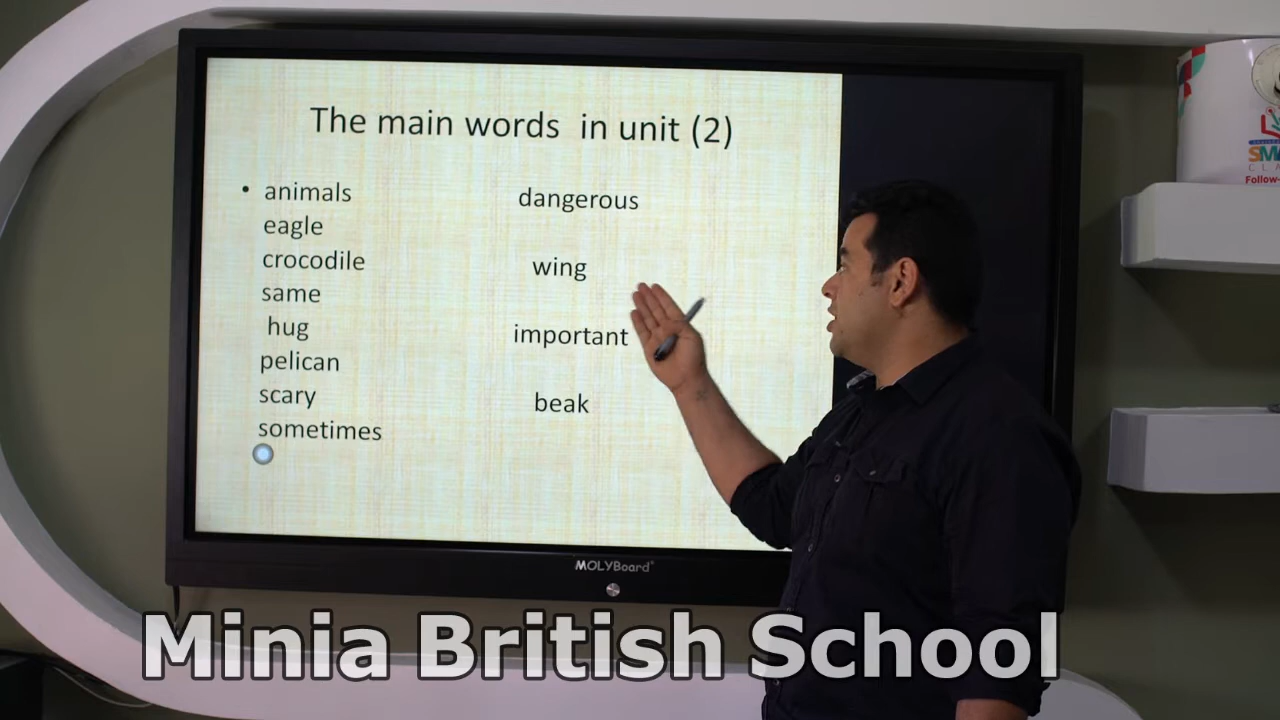 The main words in unit (2)
• animals
eagle
crocodile
same
hug
pelican
scary
sometimes
dangerous
wing
important
beak
MOLYBoard
Follow-
Minia British School